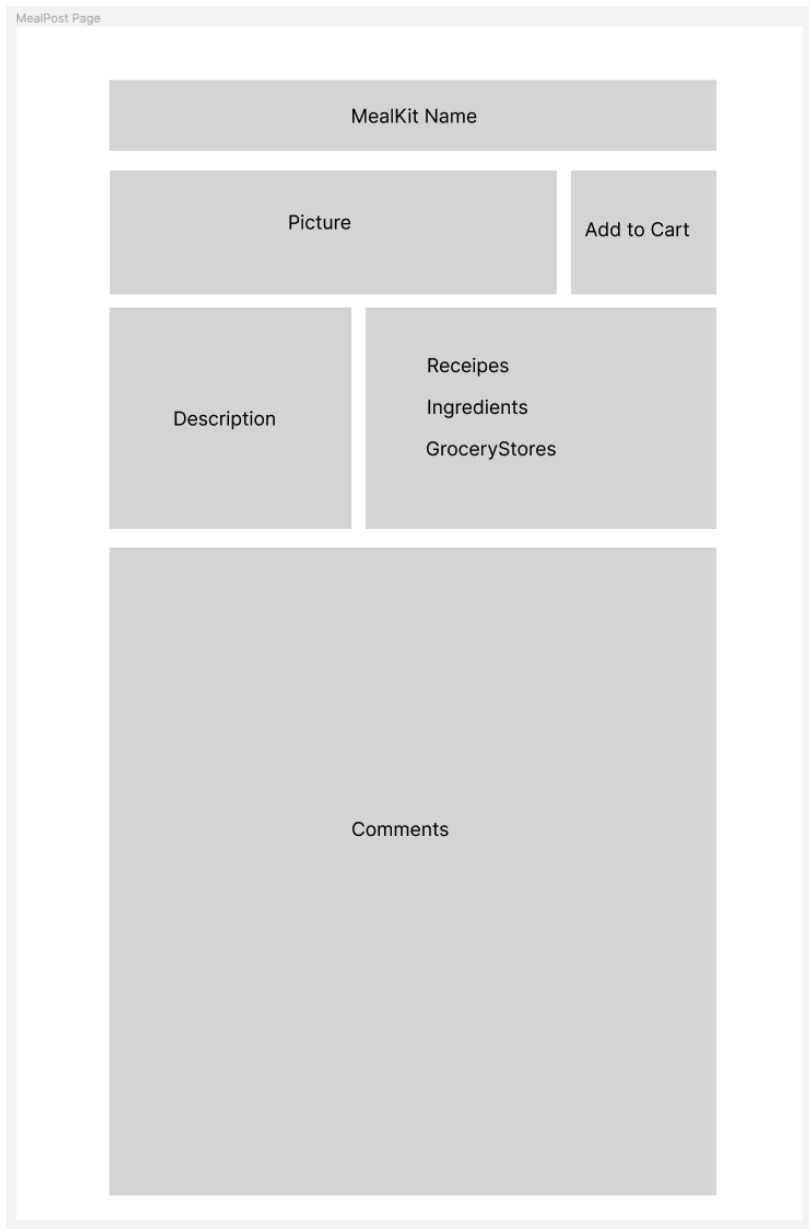 MealPost Page
MealKit Name
Picture
Add to Cart
Description
Receipes
Ingredients
GroceryStores
Comments